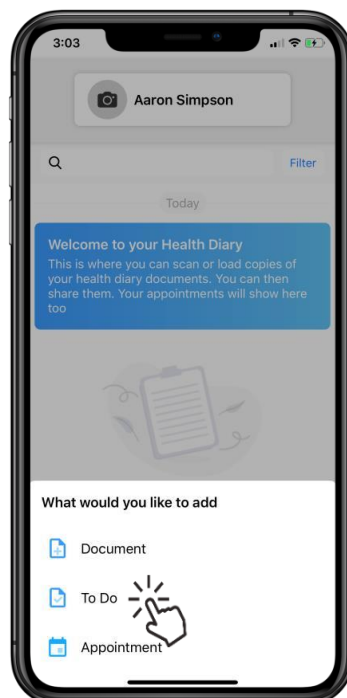 3:03
Aaron Simpson
Filter
Today
Welcome to your Health Diary
This is where you can scan or load copies of
your health diary documents. You can then
share them. Your appointments will show here
too
What would you like to add
Document
To Do
Appointment